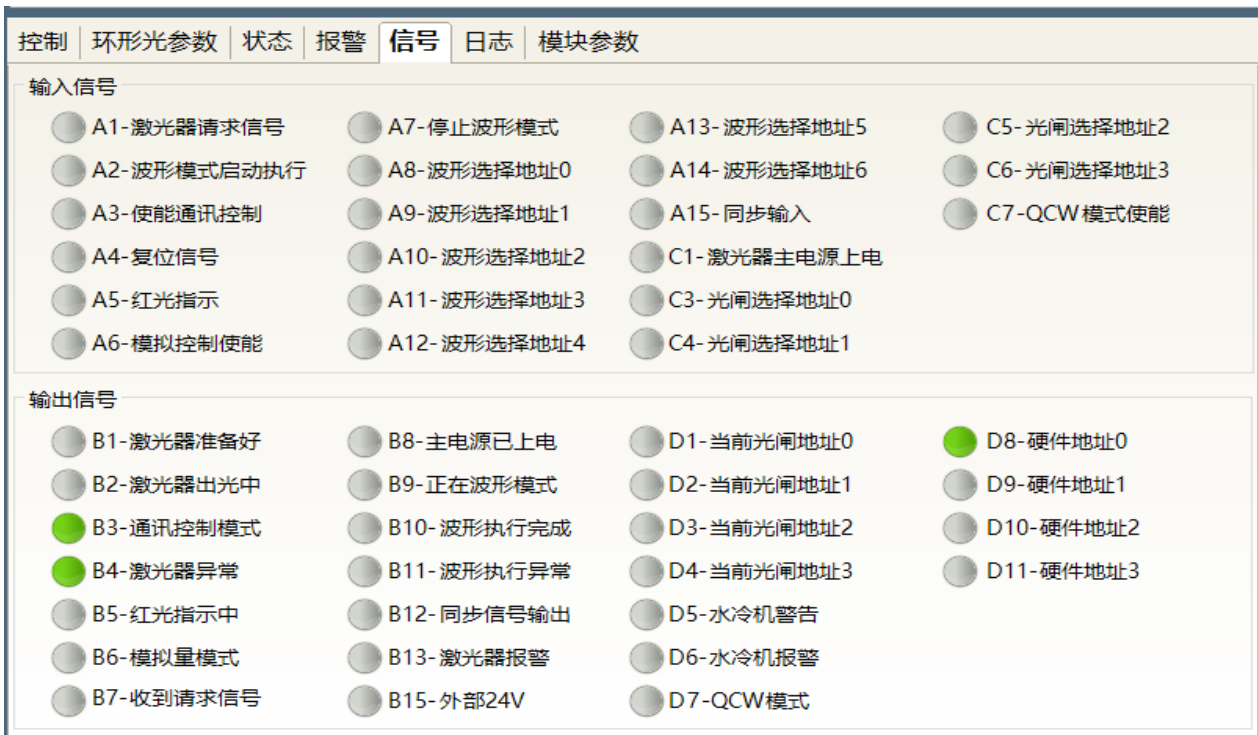 控制 环形光参数 状态 报警 信号 日志 模块参数
输入信号
A1-激光器请求信号 A7-停止波形模式 A13-波形选择地址5 C5-光闸选择地址2
A2-波形模式启动执行 A8-波形选择地址0 A14-波形选择地址6 C6-光闸选择地址3
A3-使能通讯控制 A9-波形选择地址1 A15-同步输入 C7-QCW模式使能
A4-复位信号 A10-波形选择地址2 C1-激光器主电源上电
A5-红光指示 A11-波形选择地址3 C3-光闸选择地址0
A6-模拟控制使能 A12-波形选择地址4 C4-光闸选择地址1
输出信号
B1-激光器准备好 B8-主电源已上电 D1-当前光闸地址0 D8-硬件地址0
B2-激光器出光中 B9-正在波形模式 D2-当前光闸地址1 D9-硬件地址1
B3-通讯控制模式 B10-波形执行完成 D3-当前光闸地址2 D10-硬件地址2
B4-激光器异常 B11-波形执行异常 D4-当前光闸地址3 D11-硬件地址3
B5-红光指示中 B12-同步信号输出 D5-水冷机警告
B6-模拟量模式 B13-激光器报警 D6-水冷机报警
B7-收到请求信号 B15-外部24V D7-QCW模式